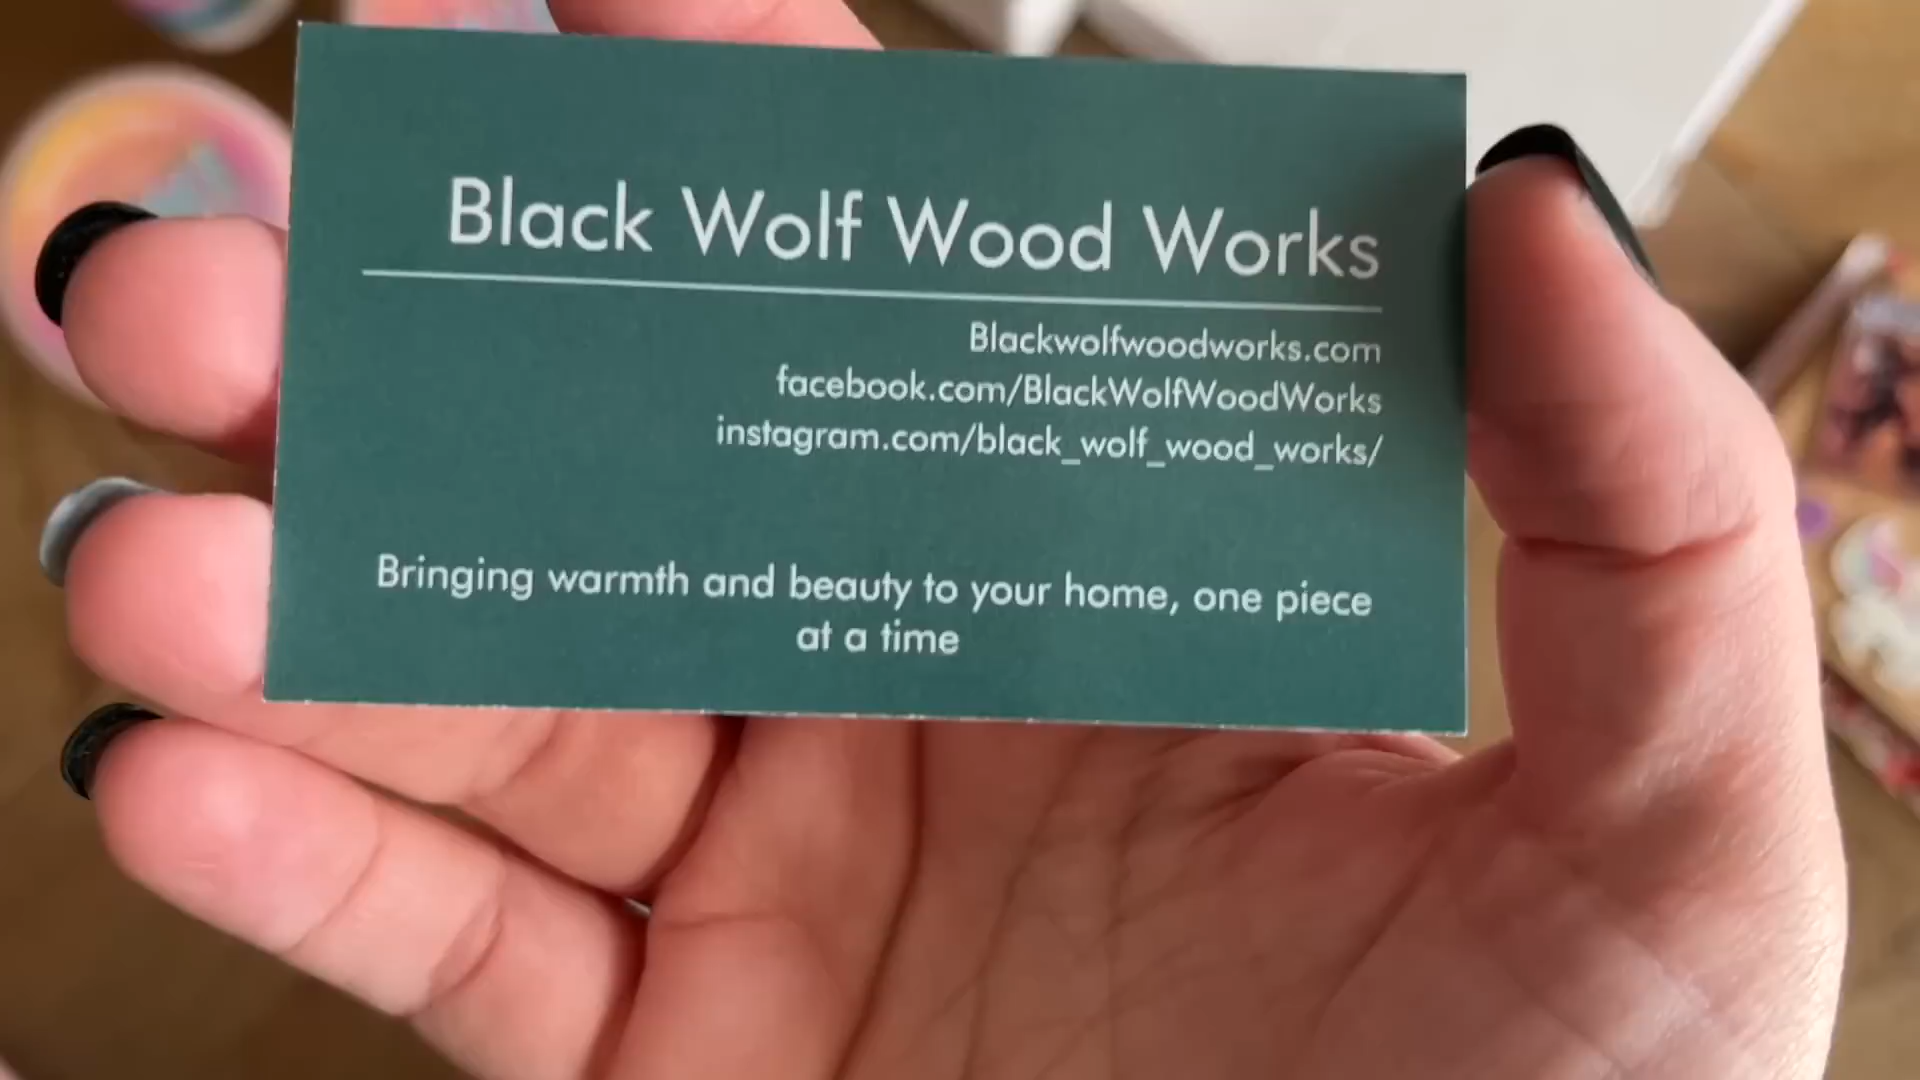 Black Wolf Wood Works
Blackwolfwoodworks.com
facebook.com/BlackWolfWoodWorks
instagram.com/black_wolf_wood_works/
Bringing warmth and beauty to your home, one piece
at a time